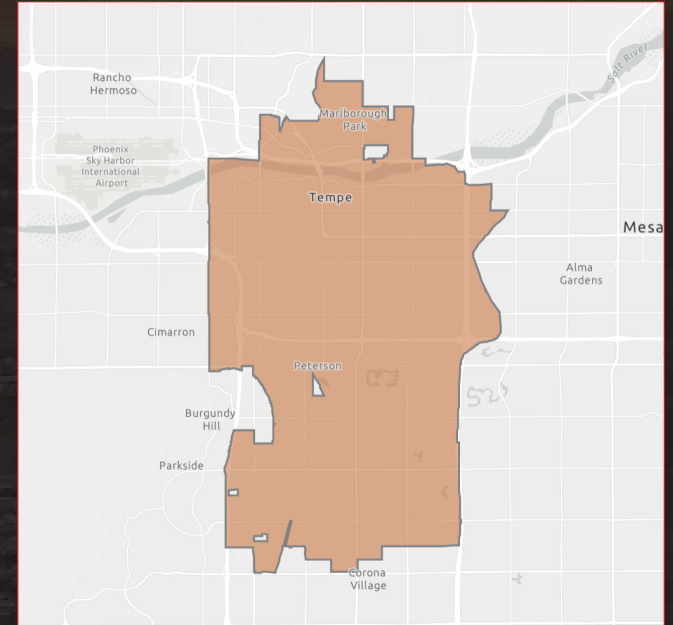 Rancho
Hermoso
Salt River
Marlborough
Park
Phoenix
Sky Harbor
International
Airport
Tempe
Mesa
Alma
Gardens
Cimarron
Peterson
Burgundy
Hill
Parkside
Corona
Village